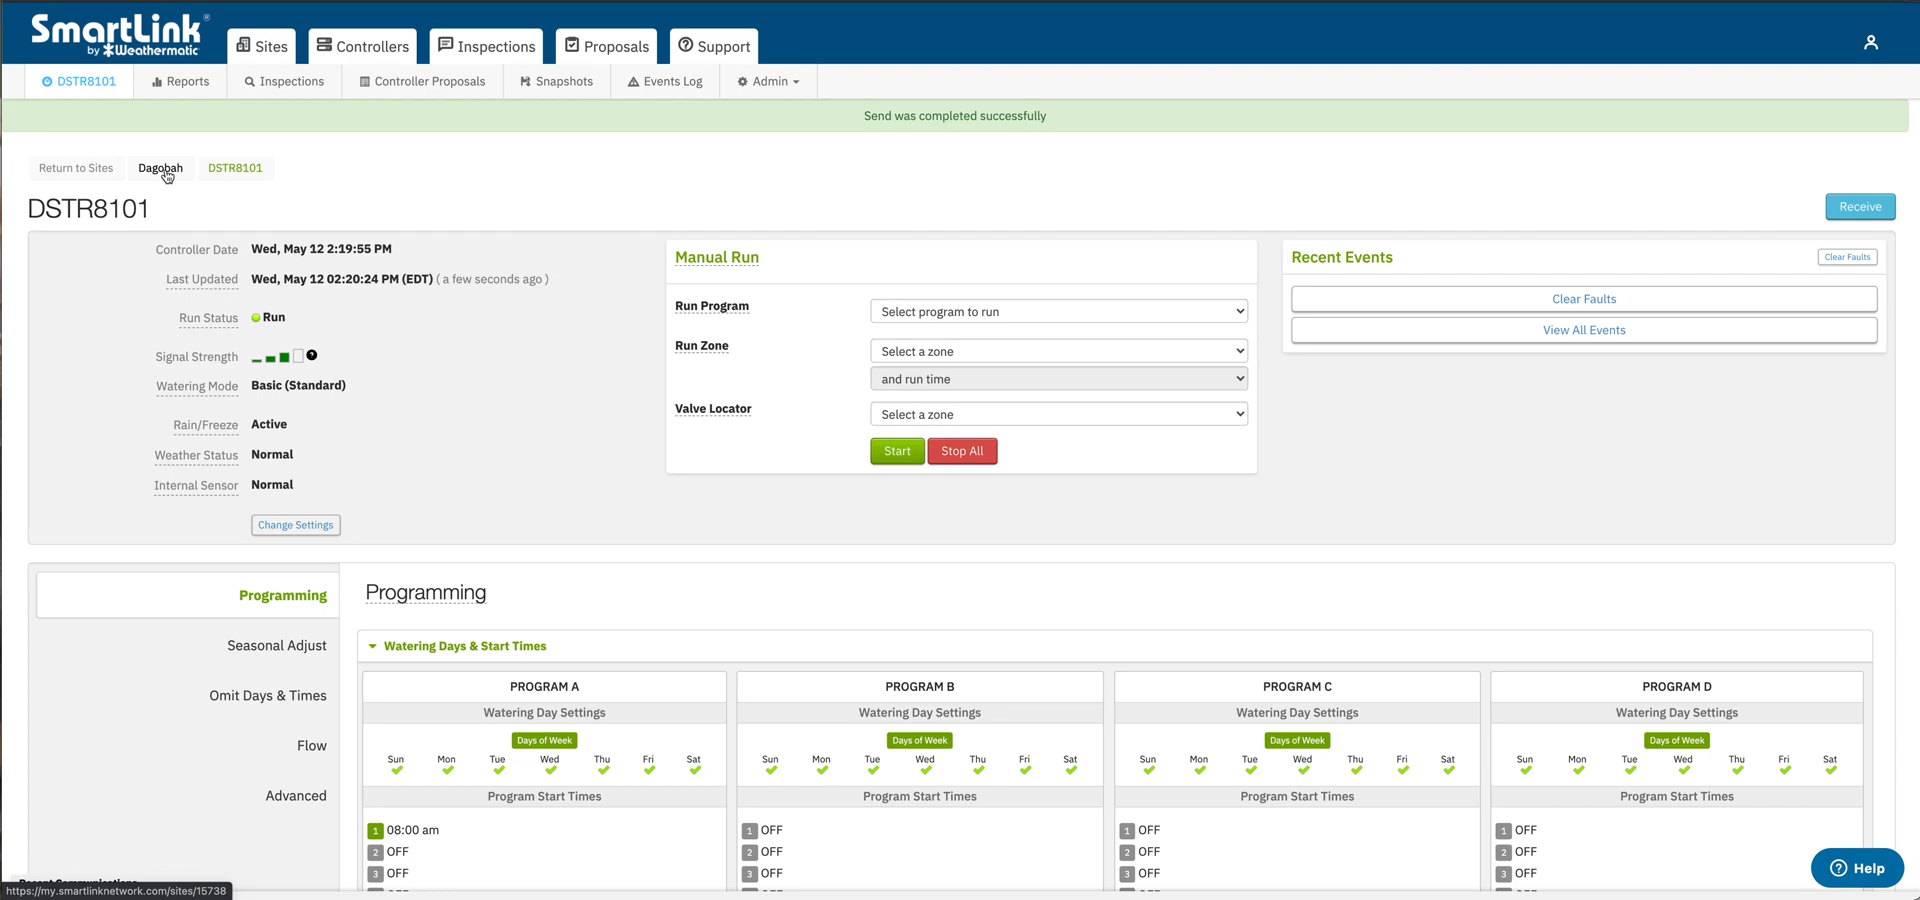 SmartLink®
by Weathermatic
Sites
Controllers
Inspections
Proposals
Support
DSTR8101
Reports
Inspections
Controller Proposals
Snapshots
Events Log
Admin
Send was completed successfully
Return to Sites
Dagobah
DSTR8101
DSTR8101
Receive
Controller Date Wed, May 12 2:19:55 PM
Last Updated Wed, May 12 02:20:24 PM (EDT) ( a few seconds ago )
Run Status Run
Signal Strength ?
Watering Mode Basic (Standard)
Rain/Freeze Active
Weather Status Normal
Internal Sensor Normal
Change Settings
Manual Run
Run Program Select program to run
Run Zone Select a zone
and run time
Valve Locator Select a zone
Start Stop All
Recent Events Clear Faults
Clear Faults
View All Events
Programming
Seasonal Adjust
Omit Days & Times
Flow
Advanced
Programming
Watering Days & Start Times
PROGRAM A
Watering Day Settings
Days of Week
Sun Mon Tue Wed Thu Fri Sat
Program Start Times
1 08:00 am
2 OFF
3 OFF
PROGRAM B
Watering Day Settings
Days of Week
Sun Mon Tue Wed Thu Fri Sat
Program Start Times
1 OFF
2 OFF
3 OFF
PROGRAM C
Watering Day Settings
Days of Week
Sun Mon Tue Wed Thu Fri Sat
Program Start Times
1 OFF
2 OFF
3 OFF
PROGRAM D
Watering Day Settings
Days of Week
Sun Mon Tue Wed Thu Fri Sat
Program Start Times
1 OFF
2 OFF
3 OFF
Help
https://my.smartlinknetwork.com/sites/15738